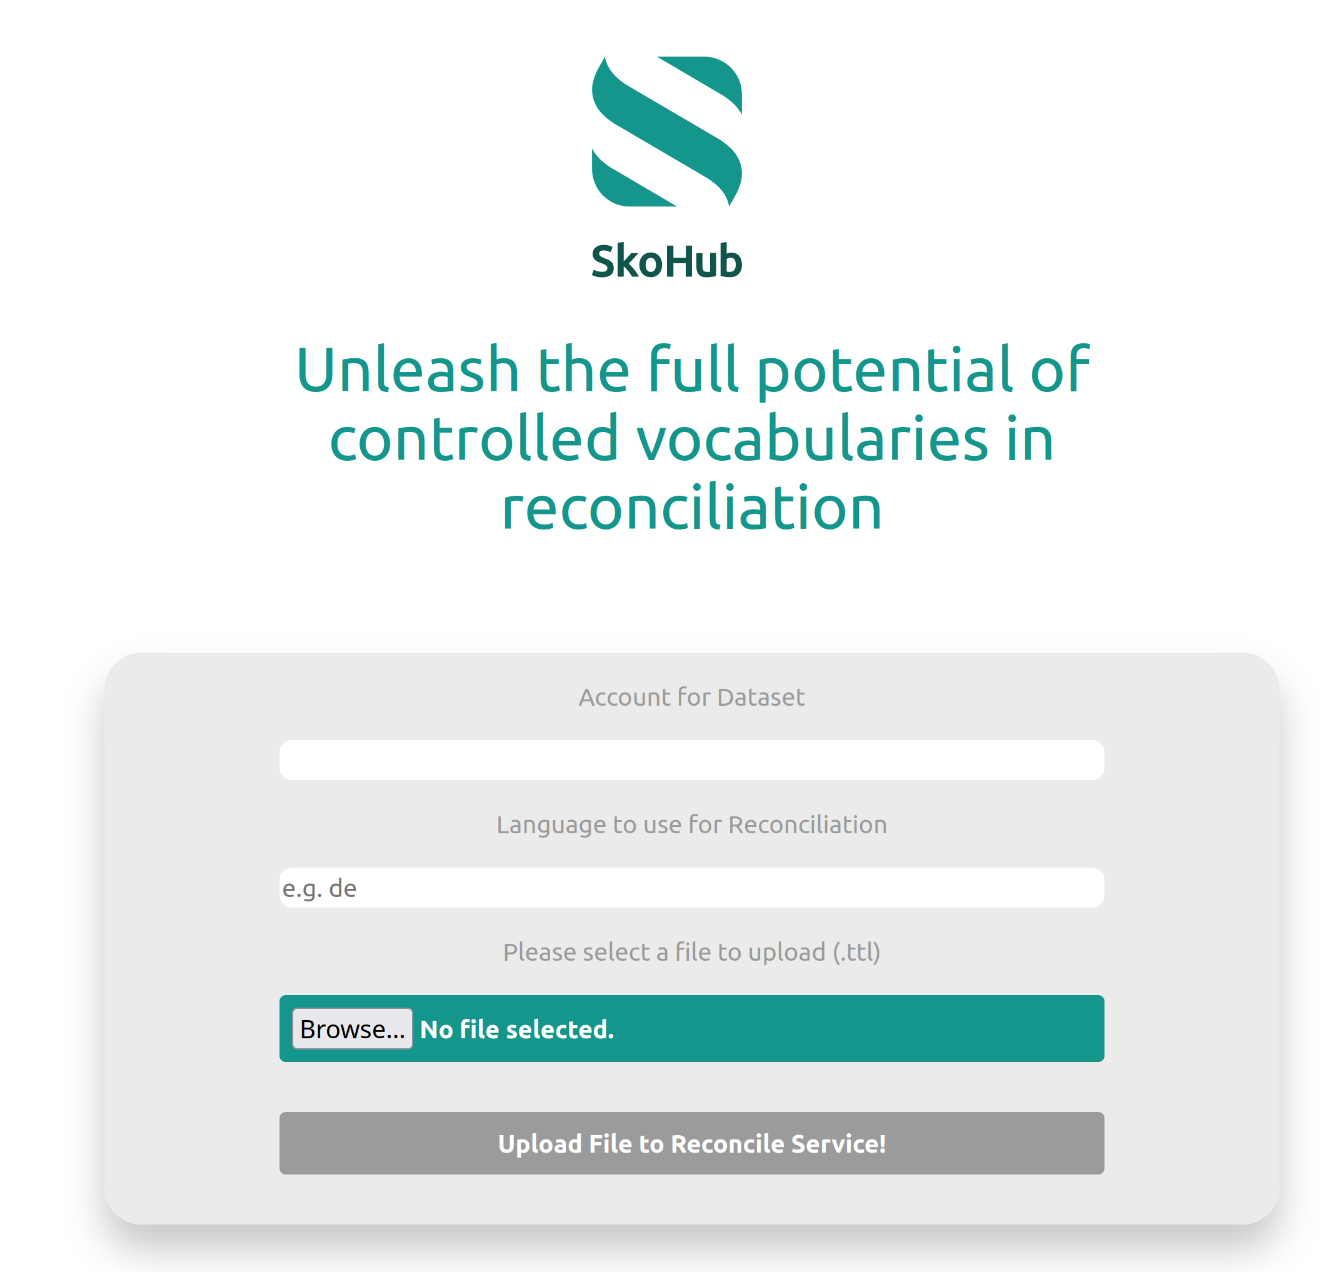 SkoHub
Unleash the full potential of
controlled vocabularies in
reconciliation
Account for Dataset
Language to use for Reconciliation
e.g. de
Please select a file to upload (.ttl)
Browse... No file selected.
Upload File to Reconcile Service!